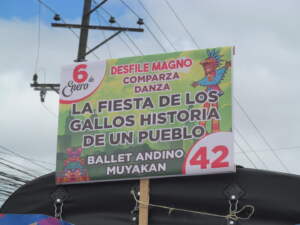 6 de
Enero
DESFILE MAGNO
COMPARZA
DANZA
LA FIESTA DE LOS
GALLOS HISTORIA
DE UN PUEBLO
BALLET ANDINO
MUYAKAN
42